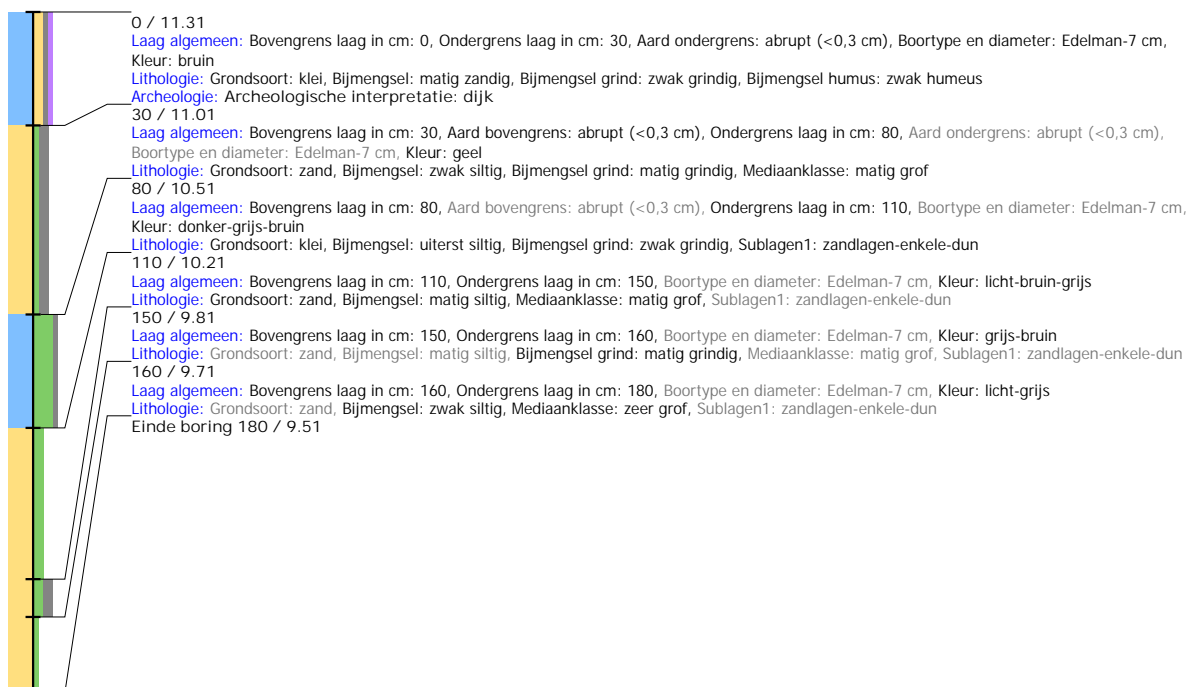 0 / 11.31
Laag algemeen: Bovengrens laag in cm: 0, Ondergrens laag in cm: 30, Aard ondergrens: abrupt (<0,3 cm), Boortype en diameter: Edelman-7 cm,
Kleur: bruin
Lithologie: Grondsoort: klei, Bijmengsel: matig zandig, Bijmengsel grind: zwak grindig, Bijmengsel humus: zwak humeus
Archeologie: Archeologische interpretatie: dijk
30 / 11.01
Laag algemeen: Bovengrens laag in cm: 30, Aard bovengrens: abrupt (<0,3 cm), Ondergrens laag in cm: 80, Aard ondergrens: abrupt (<0,3 cm),
Boortype en diameter: Edelman-7 cm, Kleur: geel
Lithologie: Grondsoort: zand, Bijmengsel: zwak siltig, Bijmengsel grind: matig grindig, Mediaanklasse: matig grof
80 / 10.51
Laag algemeen: Bovengrens laag in cm: 80, Aard bovengrens: abrupt (<0,3 cm), Ondergrens laag in cm: 110, Boortype en diameter: Edelman-7 cm,
Kleur: donker-grijs-bruin
Lithologie: Grondsoort: klei, Bijmengsel: uiterst siltig, Bijmengsel grind: zwak grindig, Sublagen1: zandlagen-enkele-dun
110 / 10.21
Laag algemeen: Bovengrens laag in cm: 110, Ondergrens laag in cm: 150, Boortype en diameter: Edelman-7 cm, Kleur: licht-bruin-grijs
Lithologie: Grondsoort: zand, Bijmengsel: matig siltig, Mediaanklasse: matig grof, Sublagen1: zandlagen-enkele-dun
150 / 9.81
Laag algemeen: Bovengrens laag in cm: 150, Ondergrens laag in cm: 160, Boortype en diameter: Edelman-7 cm, Kleur: grijs-bruin
Lithologie: Grondsoort: zand, Bijmengsel: matig siltig, Bijmengsel grind: matig grindig, Mediaanklasse: matig grof, Sublagen1: zandlagen-enkele-dun
160 / 9.71
Laag algemeen: Bovengrens laag in cm: 160, Ondergrens laag in cm: 180, Boortype en diameter: Edelman-7 cm, Kleur: licht-grijs
Lithologie: Grondsoort: zand, Bijmengsel: zwak siltig, Mediaanklasse: zeer grof, Sublagen1: zandlagen-enkele-dun
Einde boring 180 / 9.51